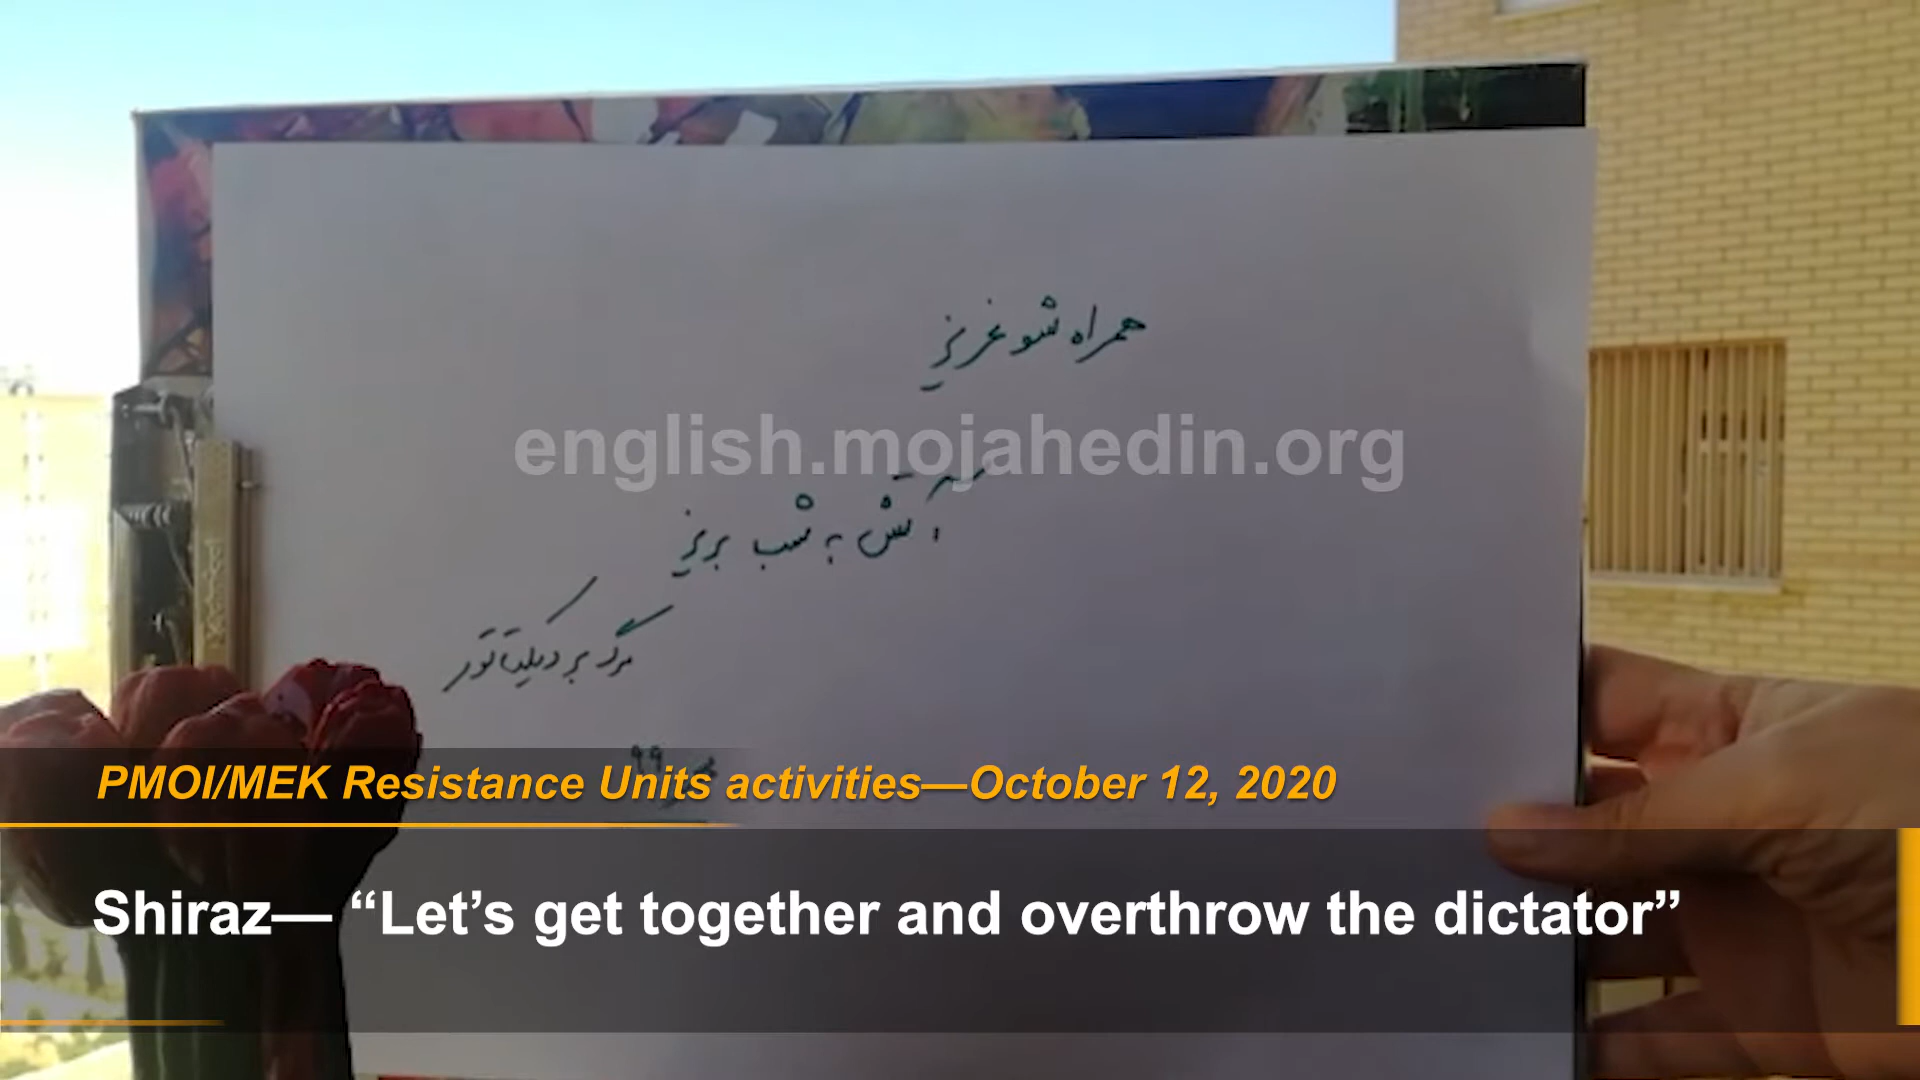 همراه شو عزیز
english.mojahedin.org
آتش به شب بریز
مرگ بر دیکتاتور
۹۹
PMOI/MEK Resistance Units activities—October 12, 2020
Shiraz— “Let’s get together and overthrow the dictator”